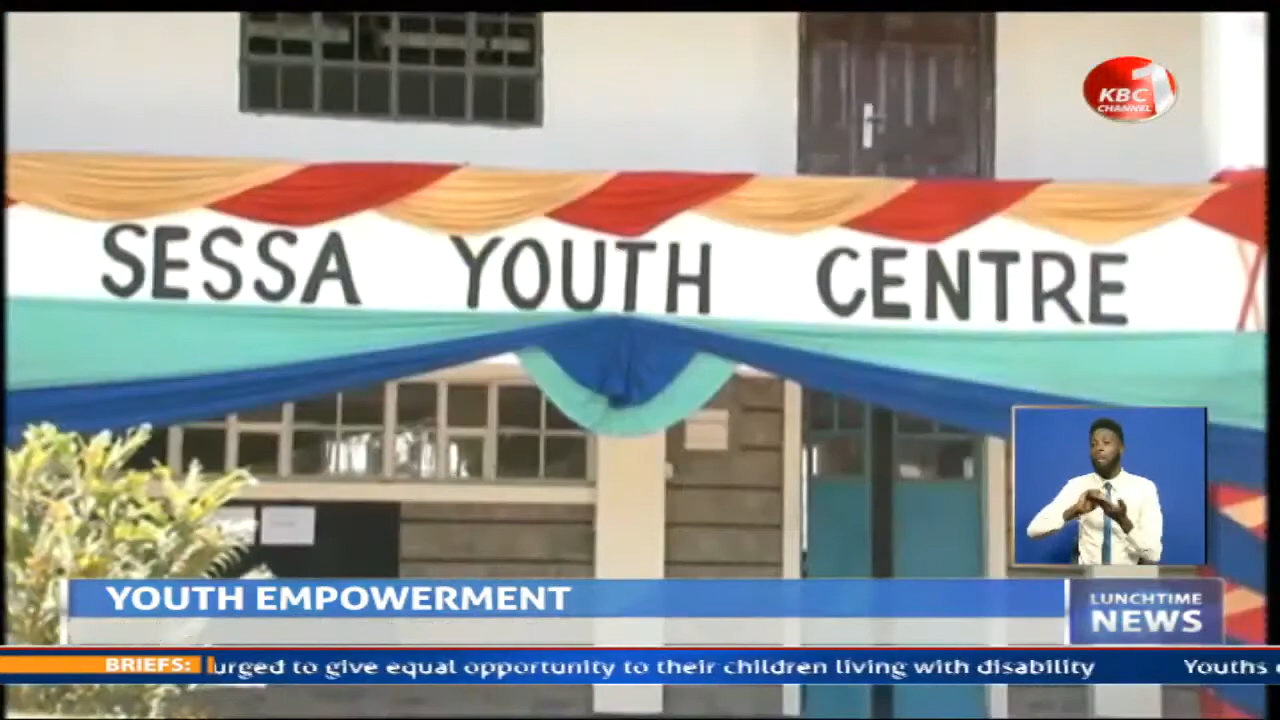 KBC 1
CHANNEL
SESSA YOUTH CENTRE
YOUTH EMPOWERMENT
LUNCHTIME
NEWS
BRIEFS: urged to give equal opportunity to their children living with disability Youths